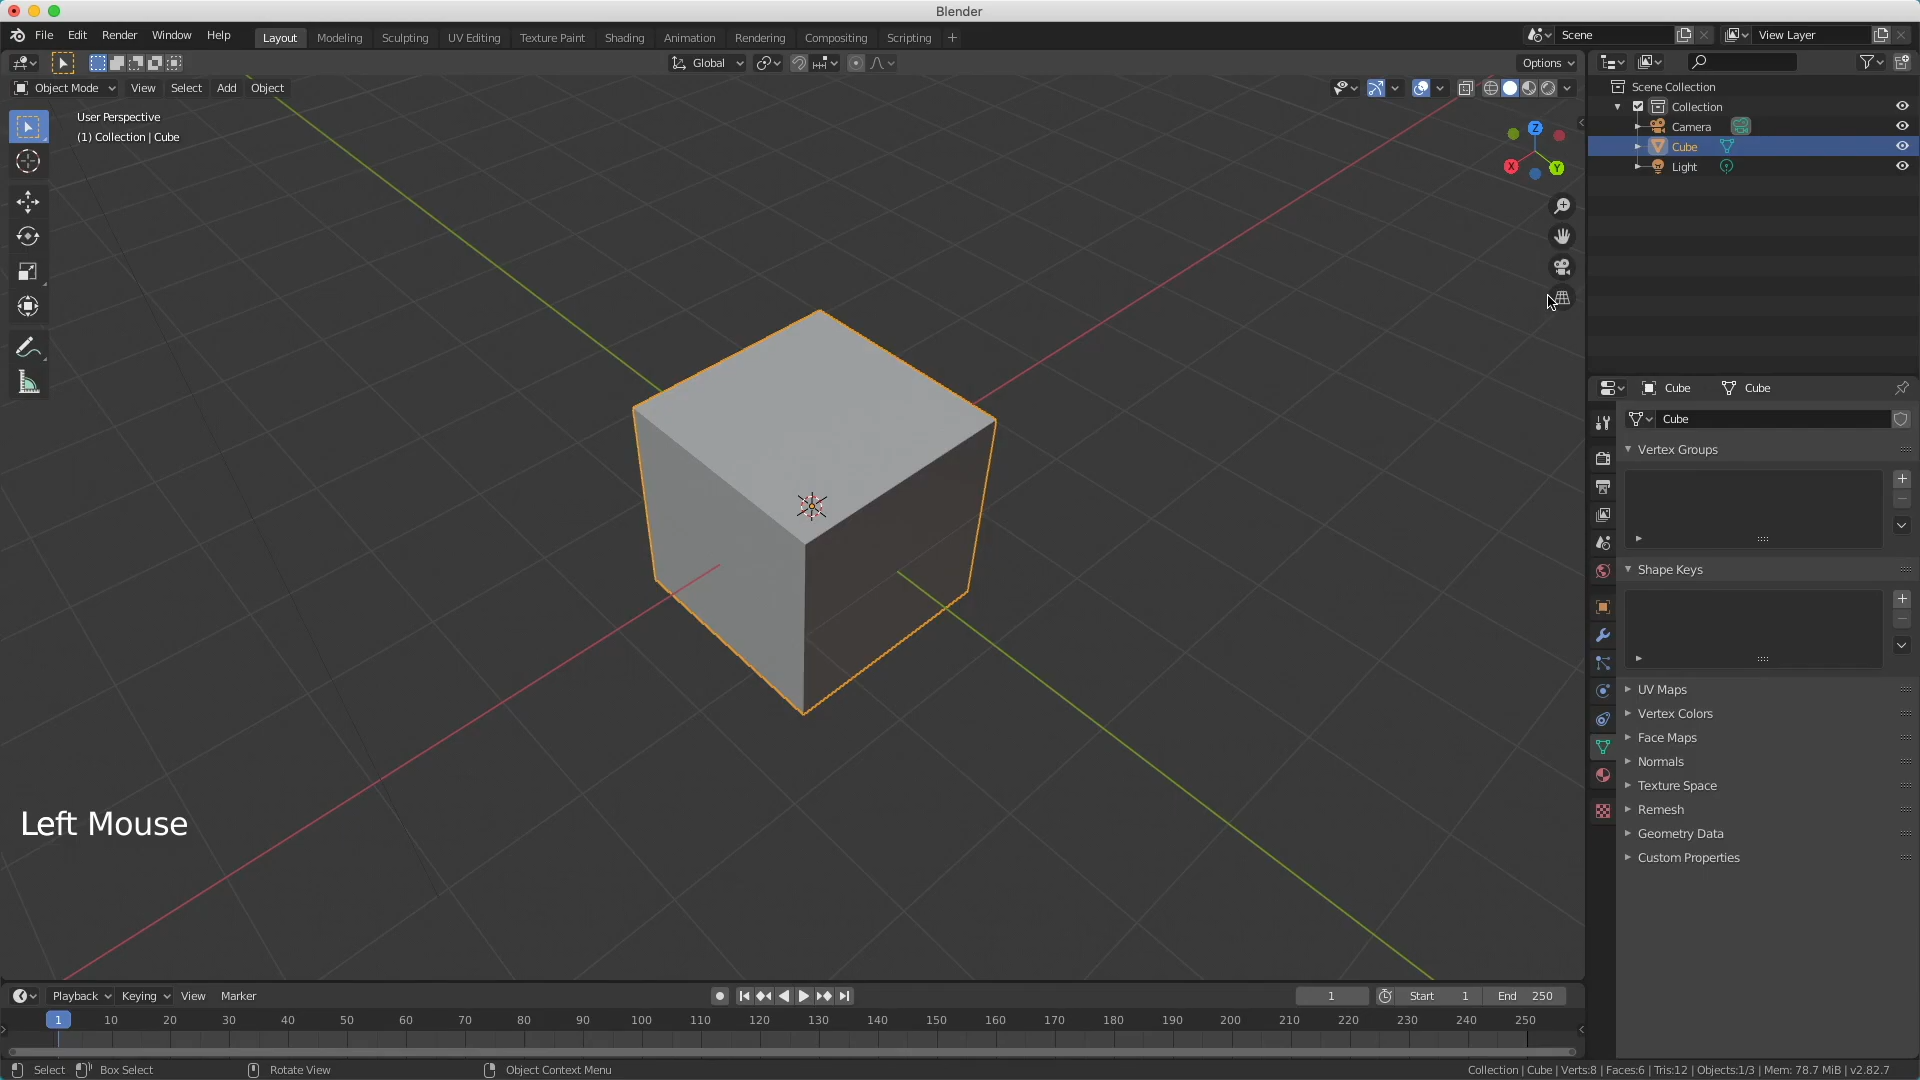 Blender
File Edit Render Window Help Layout Modeling Sculpting UV Editing Texture Paint Shading Animation Rendering Compositing Scripting + Scene View Layer
Global Options
Object Mode View Select Add Object
User Perspective
(1) Collection | Cube
Z
X
Y
Scene Collection
Collection
Camera
Cube
Light
Cube Cube
Cube
Vertex Groups
Shape Keys
UV Maps
Vertex Colors
Face Maps
Normals
Texture Space
Remesh
Geometry Data
Custom Properties
Left Mouse
Playback Keying View Marker 1 Start 1 End 250
1 10 20 30 40 50 60 70 80 90 100 110 120 130 140 150 160 170 180 190 200 210 220 230 240 250
Select Box Select Rotate View Object Context Menu Collection | Cube | Verts:8 | Faces:6 | Tris:12 | Objects:1/3 | Mem: 78.7 MiB | v2.82.7